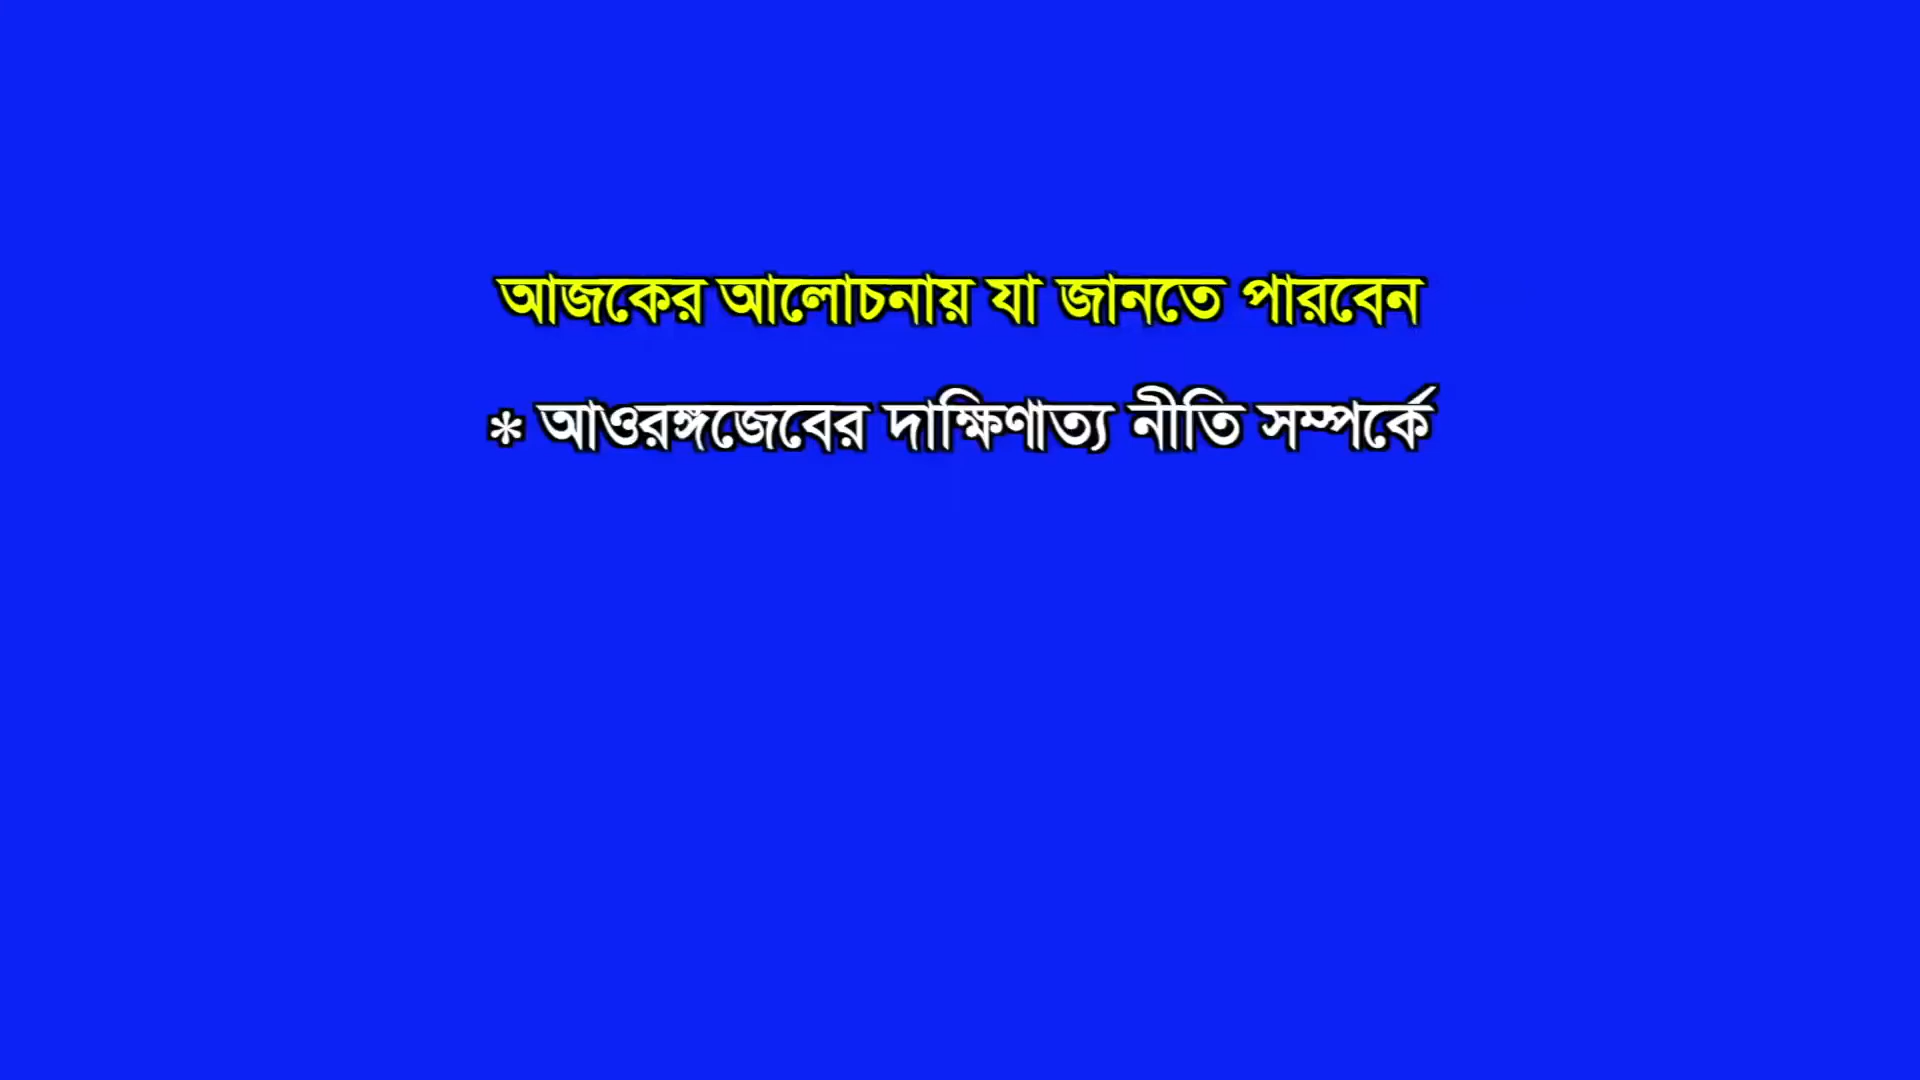 আজকের আলোচনায় যা জানতে পারবেন
* আওরঙ্গজেবের দাক্ষিণাত্য নীতি সম্পর্কে